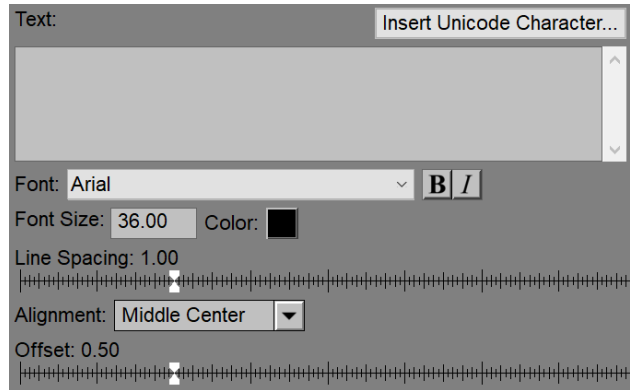 Text: Insert Unicode Character...
Font: Arial B I
Font Size: 36.00 Color:
Line Spacing: 1.00
Alignment: Middle Center
Offset: 0.50